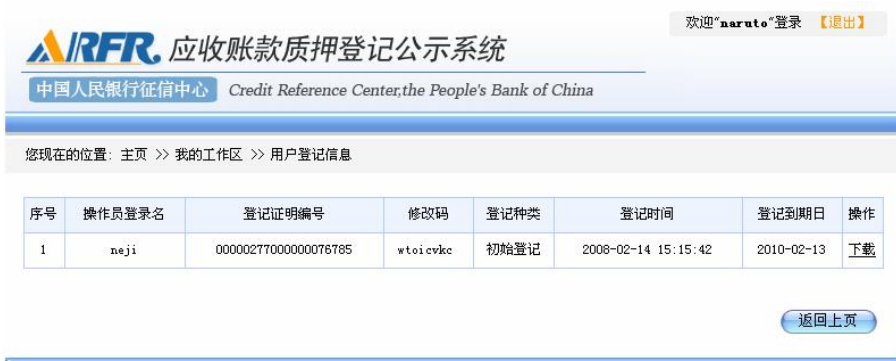 欢迎“naruto”登录 【退出】
ARFR. 应收账款质押登记公示系统
中国人民银行征信中心 Credit Reference Center,the People's Bank of China
您现在的位置: 主页 >> 我的工作区 >> 用户登记信息
序号 操作员登录名 登记证明编号 修改码 登记种类 登记时间 登记到期日 操作
1 neji 00000277000000076785 wtoicvkc 初始登记 2008-02-14 15:15:42 2010-02-13 下载
返回上页